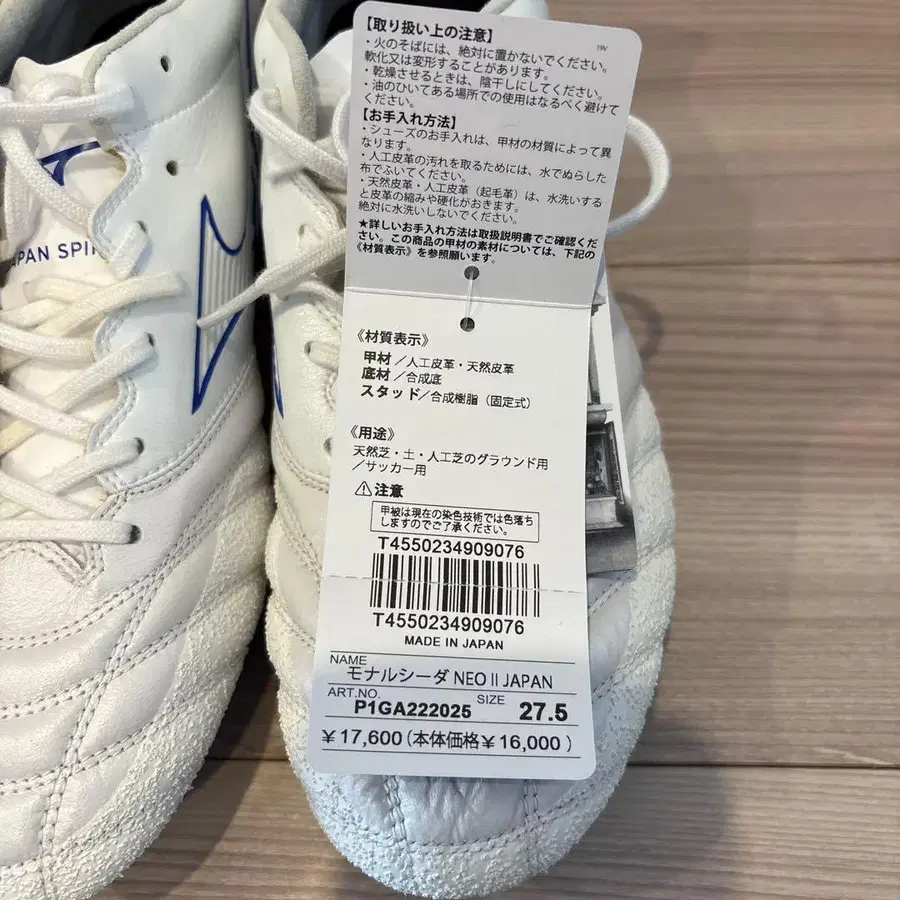 【取り扱い上の注意】
19V
・火のそばには、絶対に置かないでください。
軟化又は変形することがあります。
・乾燥させるときは、陰干しにしてください。
・油のひいてある場所での使用はなるべく避けて
ください。
【お手入れ方法】
・シューズのお手入れは、甲材の材質によって異
なります。
・人工皮革の汚れを取るためには、水でぬらした
布でふいてください。
・天然皮革・人工皮革（起毛革）は、水洗いする
と皮革の縮みや硬化がおきます。
絶対に水洗いしないでください。
★詳しいお手入れ方法は取扱説明書でご確認くだ
さい。この商品の甲材の素材については、下記の
《材質表示》を参照願います。
APAN SPI
《材質表示》
甲材／人工皮革・天然皮革
底材／合成底
スタッド／合成樹脂（固定式）
《用途》
天然芝・土・人工芝のグラウンド用
／サッカー用
⚠注意
甲被は現在の染色技術では色落ち
しますのでご了承ください。
T4550234909076
T4550234909076
MADE IN JAPAN
NAME
モナルシーダ NEO II JAPAN
ART.NO. SIZE
P1GA222025 27.5
￥17,600（本体価格￥16,000）